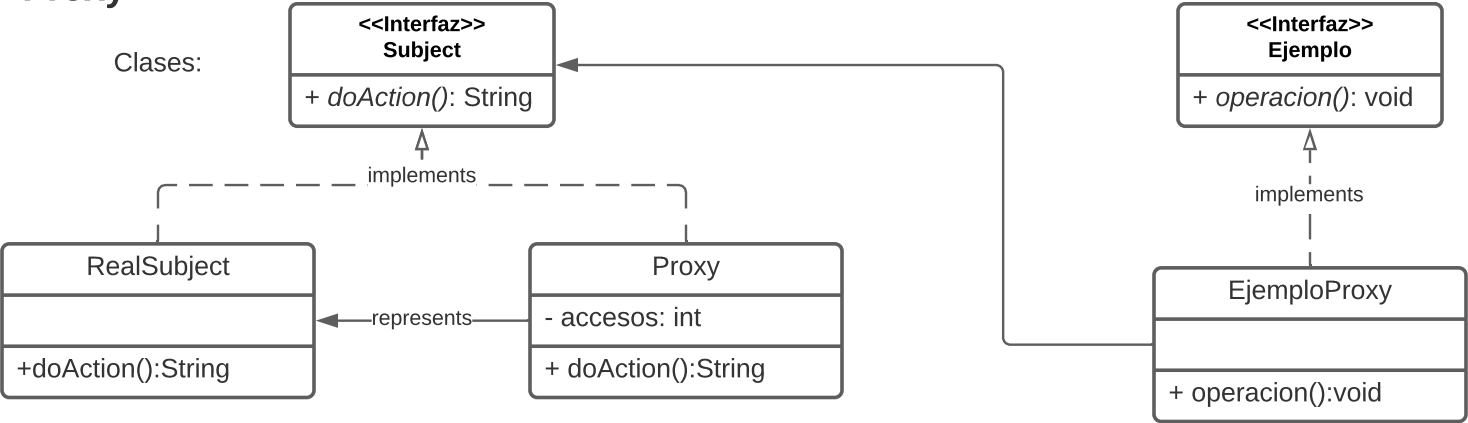 Proxy
Clases:
<<Interfaz>>
Subject
+ doAction(): String
<<Interfaz>>
Ejemplo
+ operacion(): void
implements
implements
RealSubject
+doAction():String
represents
Proxy
- accesos: int
+ doAction():String
EjemploProxy
+ operacion():void